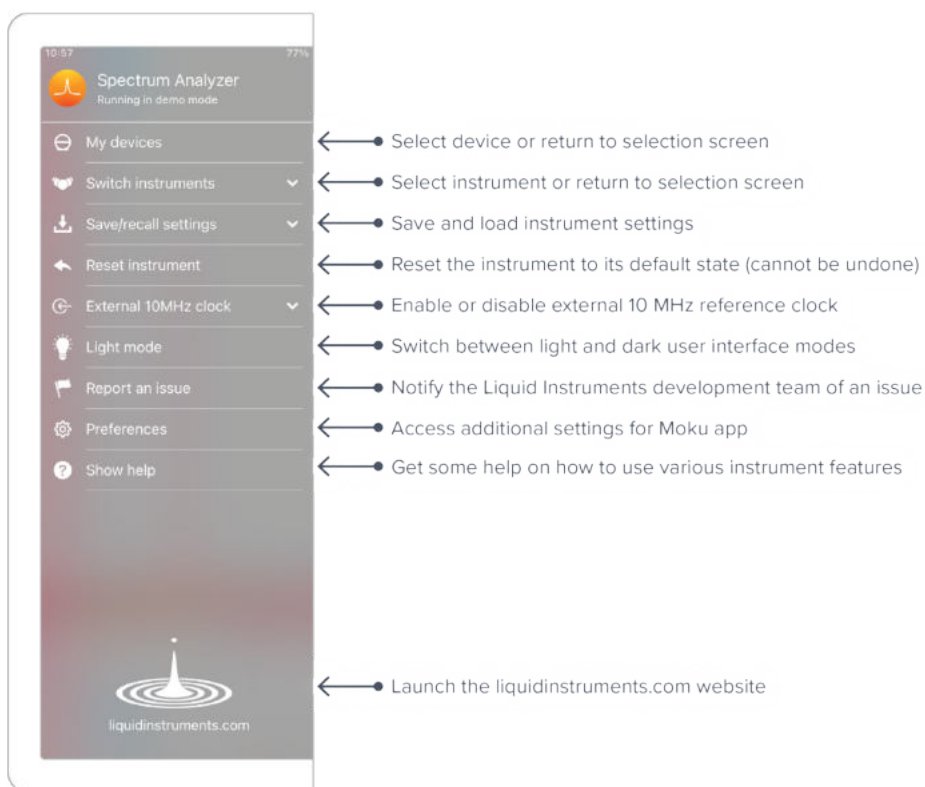 10:57 77%
Spectrum Analyzer
Running in demo mode
My devices
Select device or return to selection screen
Switch instruments
Select instrument or return to selection screen
Save/recall settings
Save and load instrument settings
Reset instrument
Reset the instrument to its default state (cannot be undone)
External 10MHz clock
Enable or disable external 10 MHz reference clock
Light mode
Switch between light and dark user interface modes
Report an issue
Notify the Liquid Instruments development team of an issue
Preferences
Access additional settings for Moku app
? Show help
Get some help on how to use various instrument features
Launch the liquidinstruments.com website
liquidinstruments.com